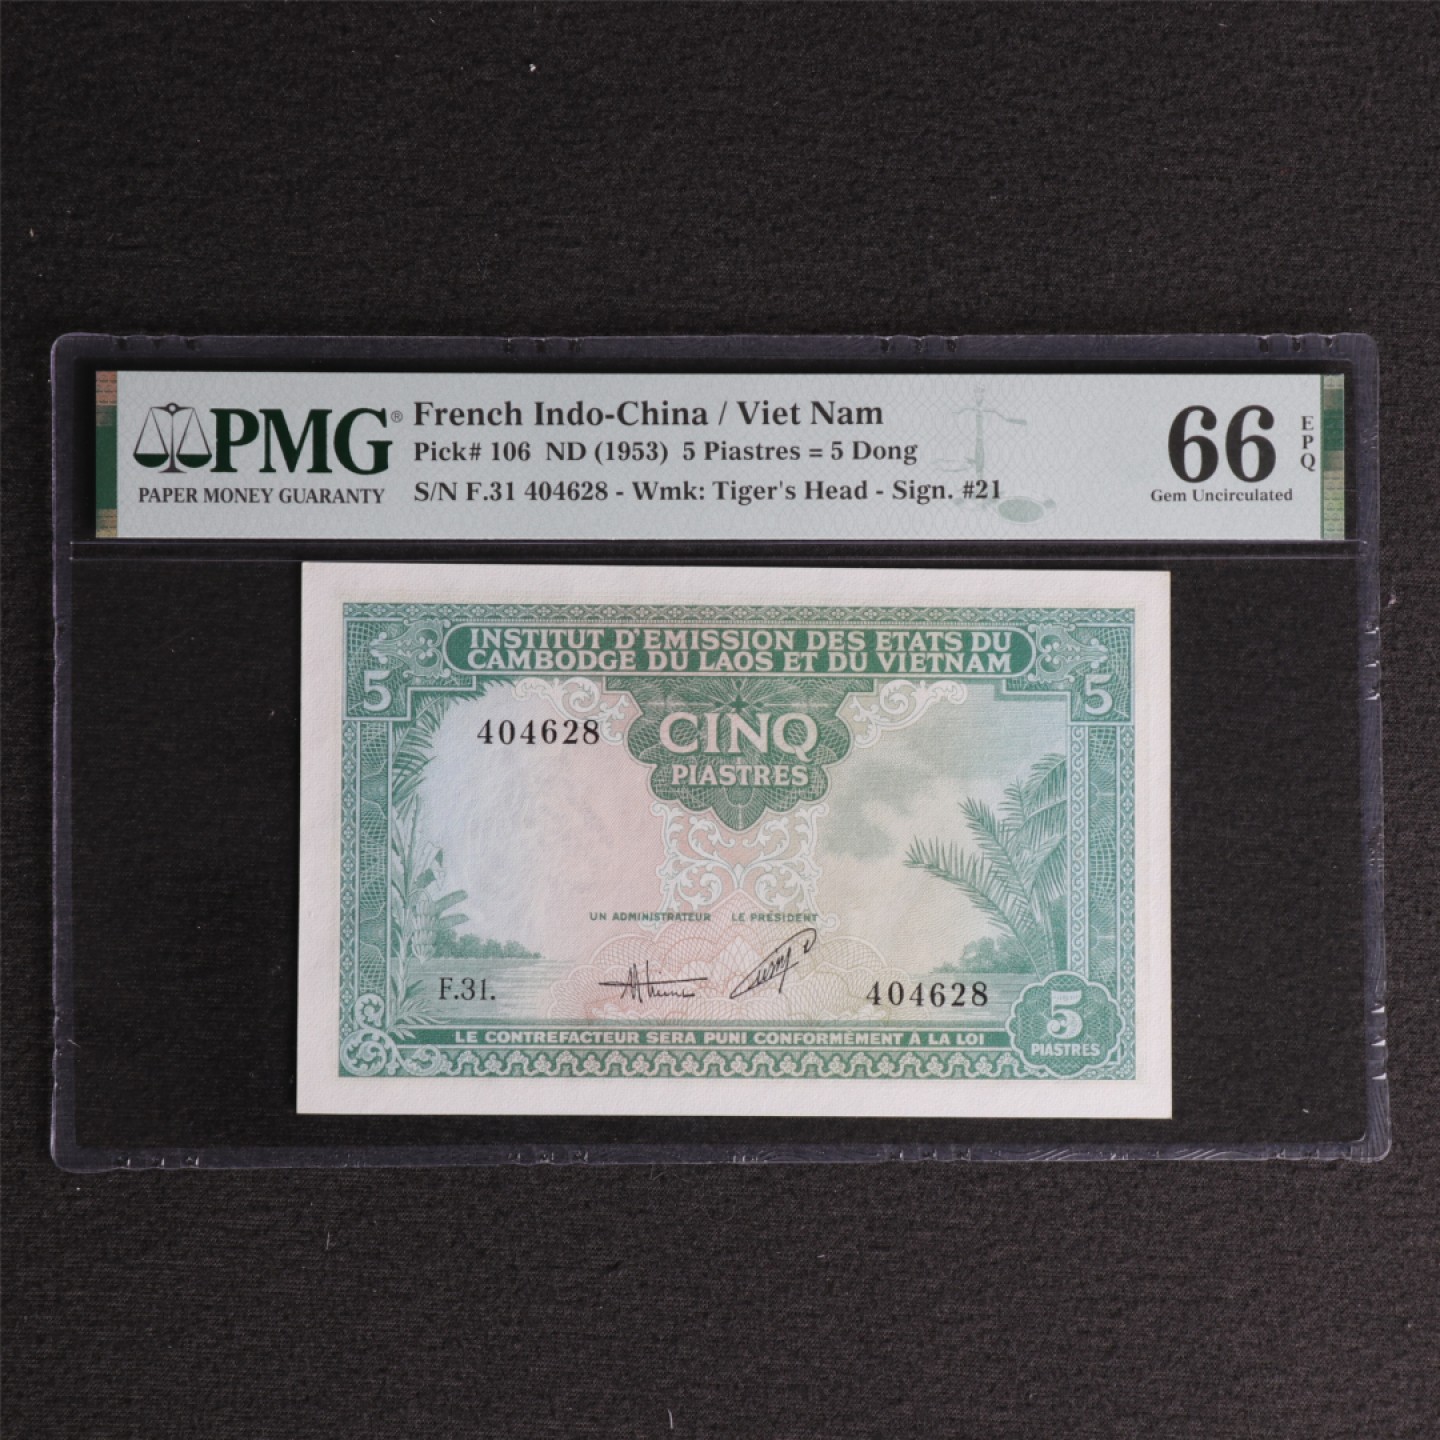 PMG®
PAPER MONEY GUARANTY
French Indo-China / Viet Nam
Pick# 106 ND (1953) 5 Piastres = 5 Dong
S/N F.31 404628 - Wmk: Tiger's Head - Sign. #21
66
EPQ
Gem Uncirculated
INSTITUT D'EMISSION DES ETATS DU
CAMBODGE DU LAOS ET DU VIETNAM
5
5
404628
CINQ
PIASTRES
UN ADMINISTRATEUR LE PRÉSIDENT
F.31.
404628
5
PIASTRES
LE CONTREFACTEUR SERA PUNI CONFORMÉMENT À LA LOI